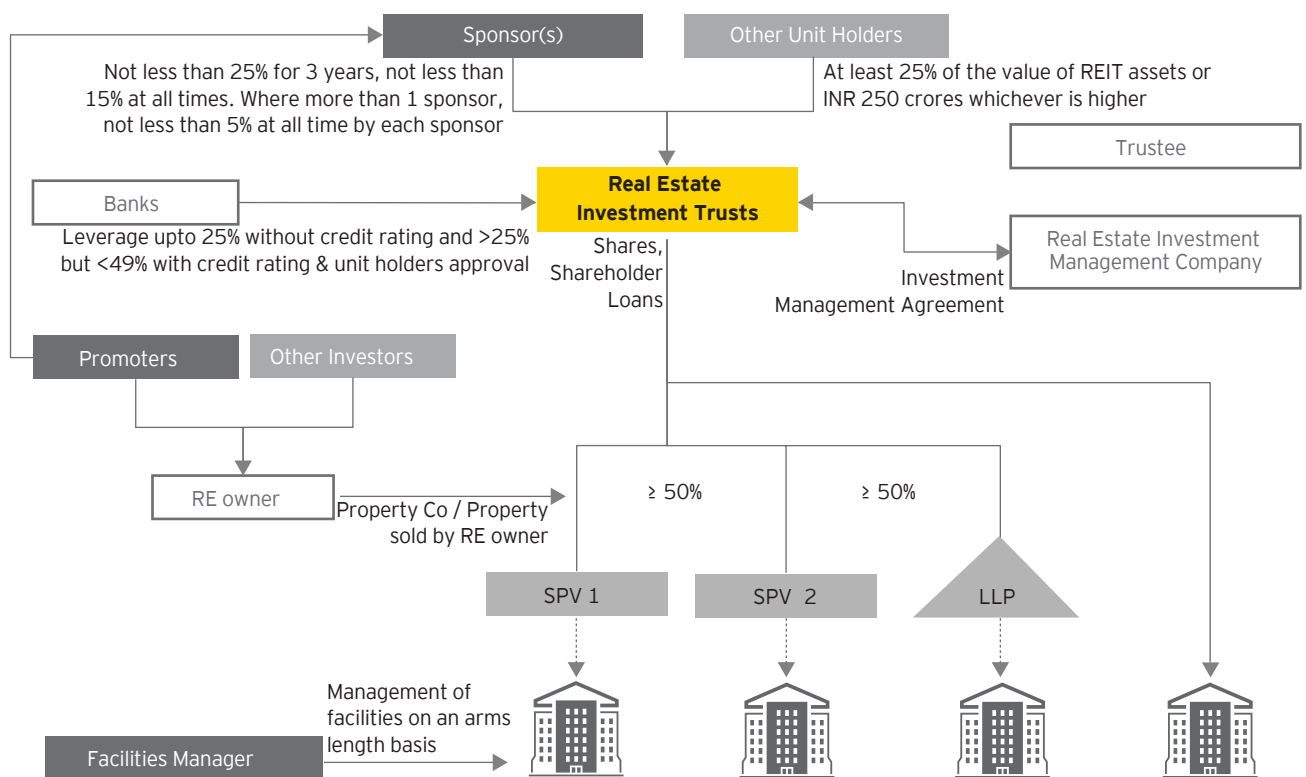 Sponsor(s)
Other Unit Holders
Not less than 25% for 3 years, not less than
15% at all times. Where more than 1 sponsor,
not less than 5% at all time by each sponsor
At least 25% of the value of REIT assets or
INR 250 crores whichever is higher
Trustee
Banks
Real Estate
Investment Trusts
Leverage upto 25% without credit rating and >25%
but <49% with credit rating & unit holders approval
Shares,
Shareholder
Loans
Real Estate Investment
Management Company
Investment
Management Agreement
Promoters
Other Investors
RE owner
Property Co / Property
sold by RE owner
≥ 50%
≥ 50%
SPV 1
SPV 2
LLP
Management of
facilities on an arms
length basis
Facilities Manager